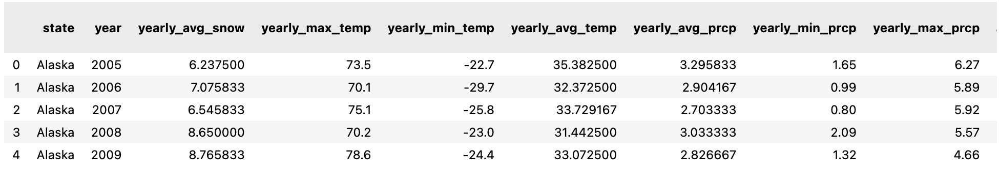 state year yearly_avg_snow yearly_max_temp yearly_min_temp yearly_avg_temp yearly_avg_prcp yearly_min_prcp yearly_max_prcp
0 Alaska 2005 6.237500 73.5 -22.7 35.382500 3.295833 1.65 6.27
1 Alaska 2006 7.075833 70.1 -29.7 32.372500 2.904167 0.99 5.89
2 Alaska 2007 6.545833 75.1 -25.8 33.729167 2.703333 0.80 5.92
3 Alaska 2008 8.650000 70.2 -23.0 31.442500 3.033333 2.09 5.57
4 Alaska 2009 8.765833 78.6 -24.4 33.072500 2.826667 1.32 4.66